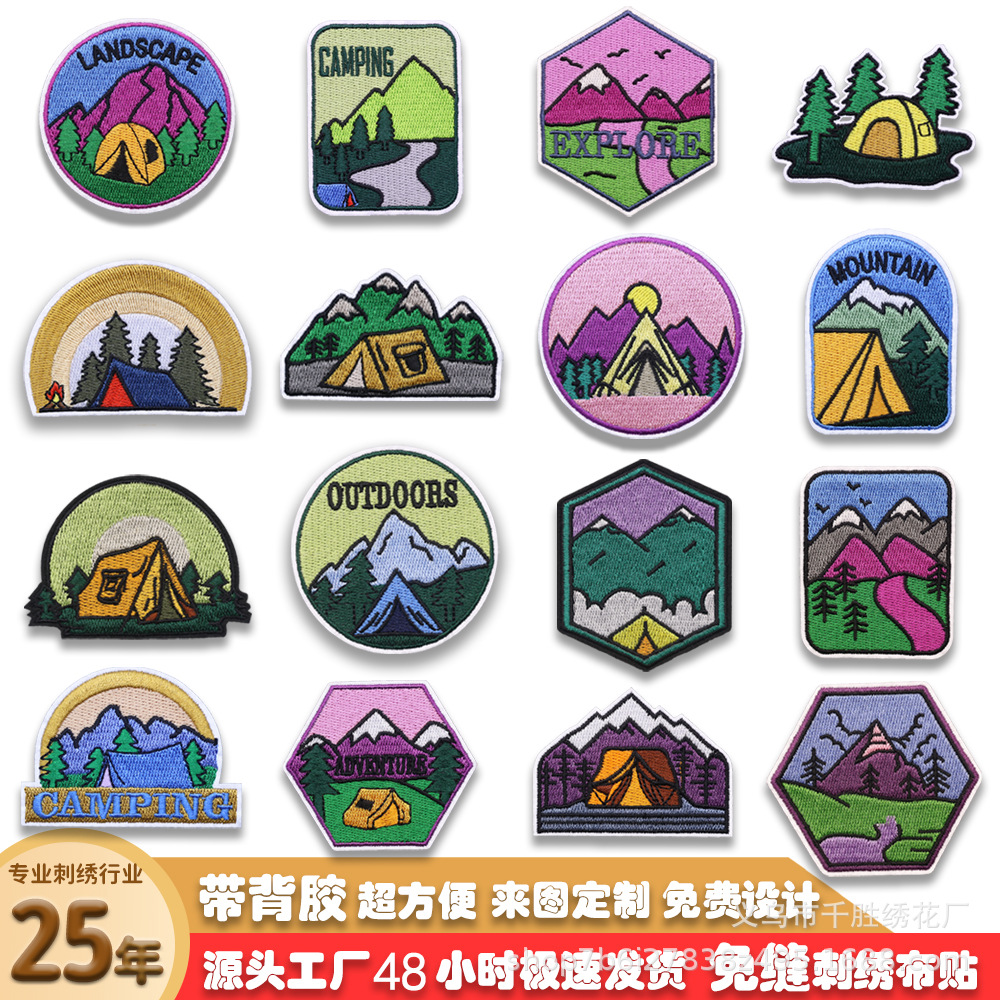 LANDSCAPE
CAMPING
EXPLORE
MOUNTAIN
OUTDOORS
CAMPING
ADVENTURE
专业刺绣行业
25年
带背胶 超方便 来图定制 免费设计
义乌市千胜绣花厂
源头工厂48小时极速发货 免缝刺绣布贴